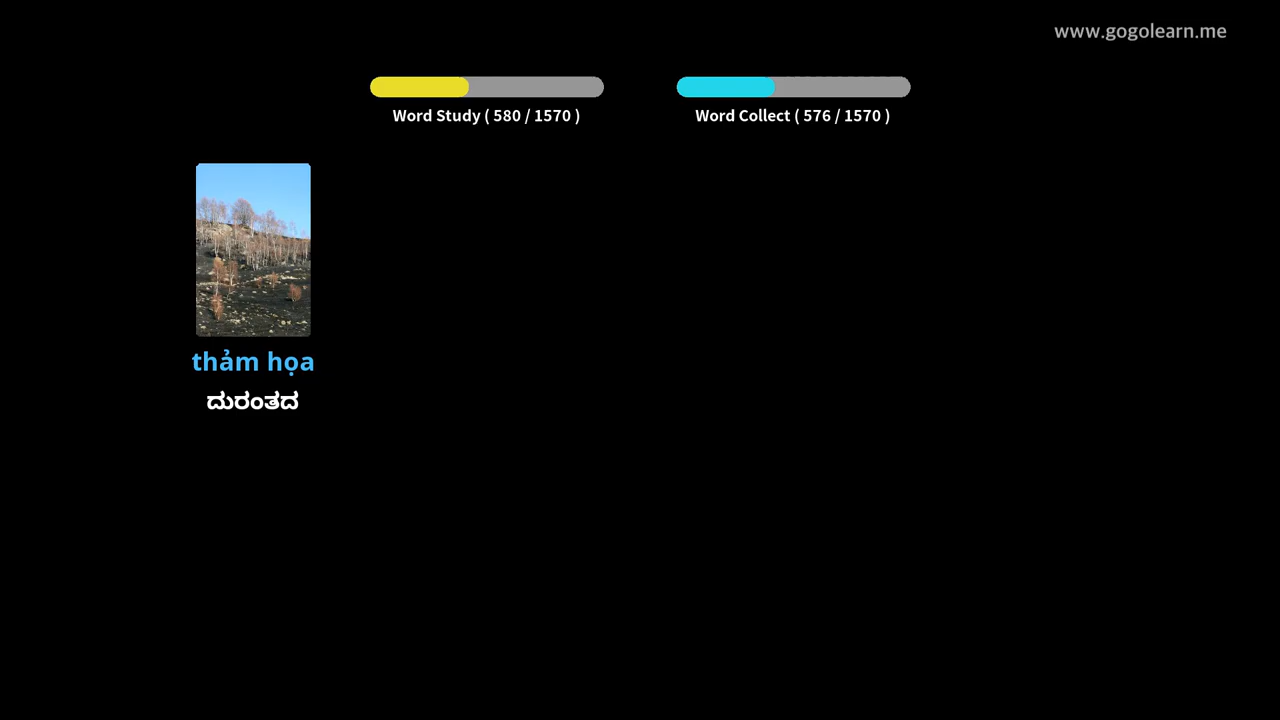 www.gogolearn.me
Word Study ( 580 / 1570 )
Word Collect ( 576 / 1570 )
thảm họa
ದುರಂತದ